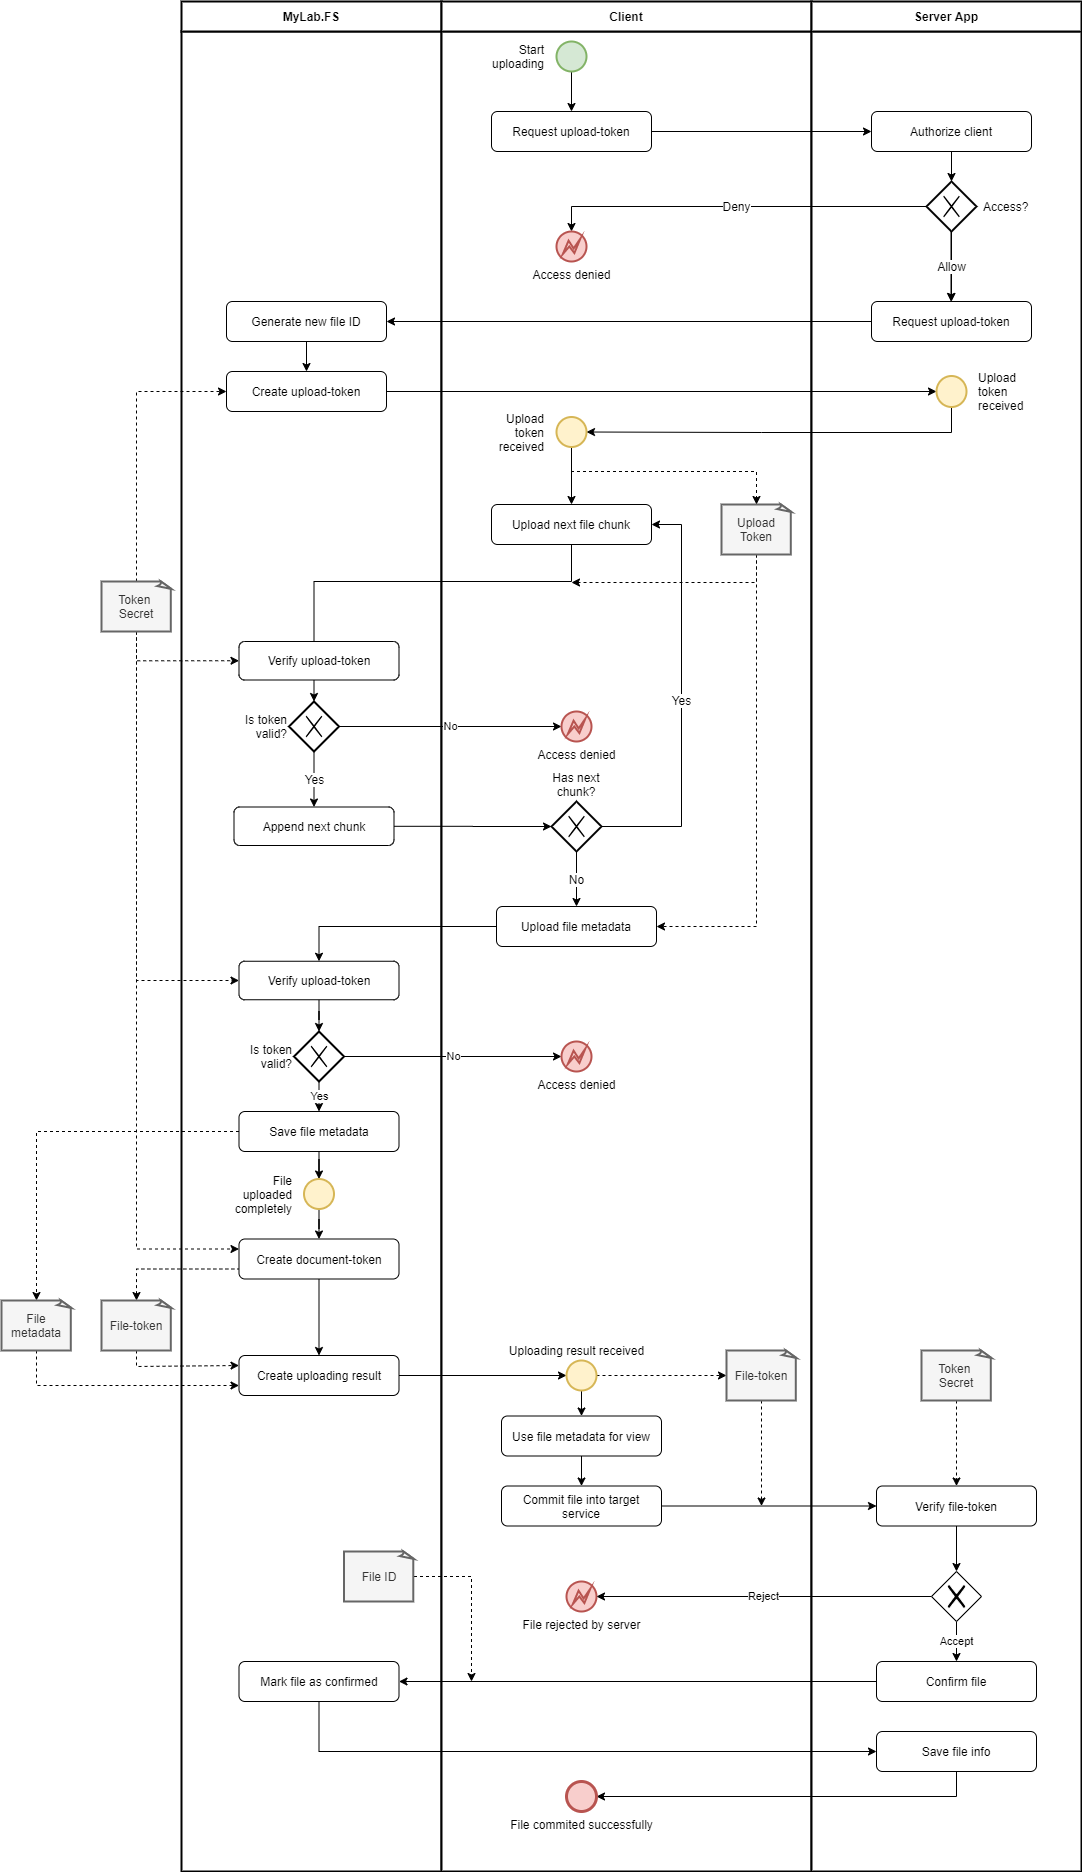 MyLab.FS
Client
Server App
Start
uploading
Request upload-token
Authorize client
Deny
Access?
Access denied
Allow
Generate new file ID
Request upload-token
Create upload-token
Upload
token
received
Upload
token
received
Upload next file chunk
Upload
Token
Token
Secret
Verify upload-token
Yes
Is token
valid?
No
Access denied
Yes
Has next
chunk?
Append next chunk
No
Upload file metadata
Verify upload-token
Is token
valid?
No
Access denied
Yes
Save file metadata
File
uploaded
completely
Create document-token
File
metadata
File-token
Uploading result received
Create uploading result
File-token
Token
Secret
Use file metadata for view
Commit file into target
service
Verify file-token
File ID
Reject
File rejected by server
Accept
Mark file as confirmed
Confirm file
Save file info
File commited successfully